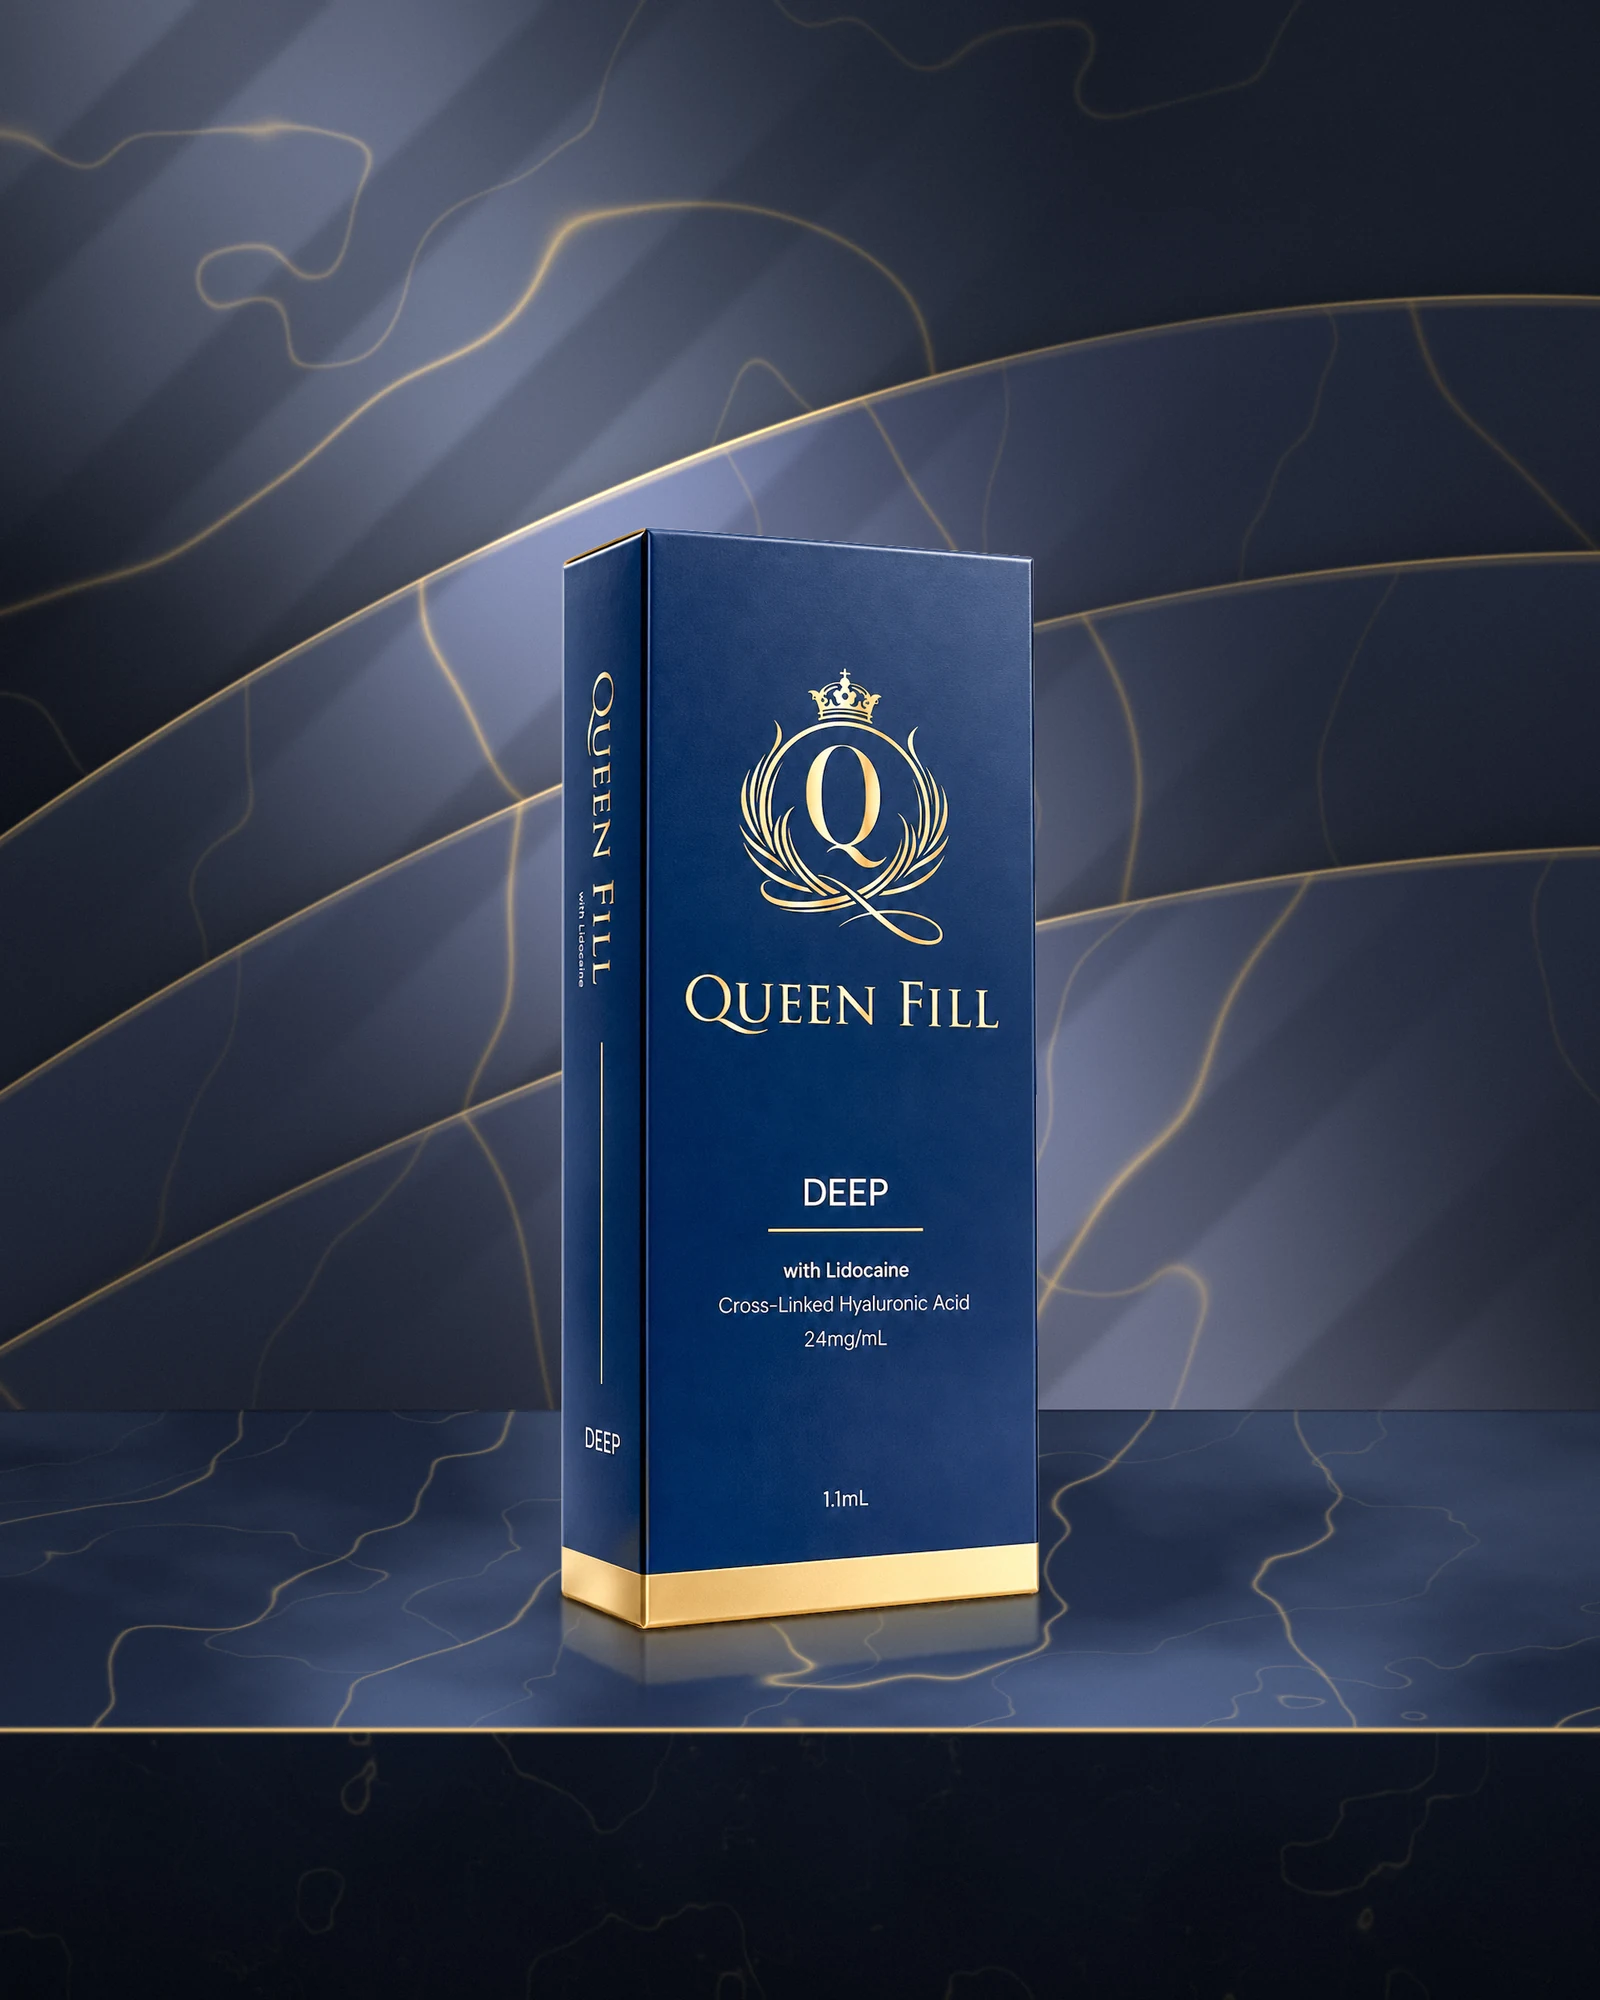 QUEEN FILL
with Lidocaine
DEEP
Q
QUEEN FILL
DEEP
with Lidocaine
Cross-Linked Hyaluronic Acid
24mg/mL
1.1mL